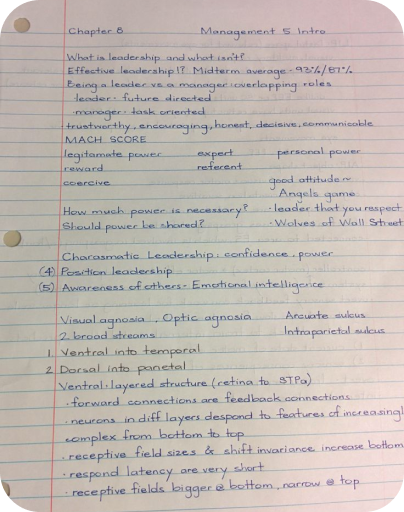 Chapter 8 Management 5 Intro
What is leadership and what isn't?
Effective leadership!? Midterm average - 93%/87%
Being a leader vs a manager: overlapping roles
leader - future directed
manager - task oriented
trustworthy, encouraging, honest, decisive, communicable
MACH SCORE
legitamate power expert personal power
reward referent
coercive good attitude ~
Angels game
How much power is necessary? - leader that you respect
Should power be shared? - Wolves of Wall Street
Charasmatic Leadership: confidence, power
(4) Position leadership
(5) Awareness of others - Emotional intelligence
Visual agnosia, Optic agnosia Arcuate sulcus
2 broad streams Intraparietal sulcus
1. Ventral into temporal
2. Dorsal into parietal
Ventral - layered structure (retina to STPa)
- forward connections are feedback connections
- neurons in diff layers despond to features of increasingl
complex from bottom to top
- receptive field sizes & shift invariance increase bottom
- respond latency are very short
- receptive fields bigger @ bottom, narrow @ top